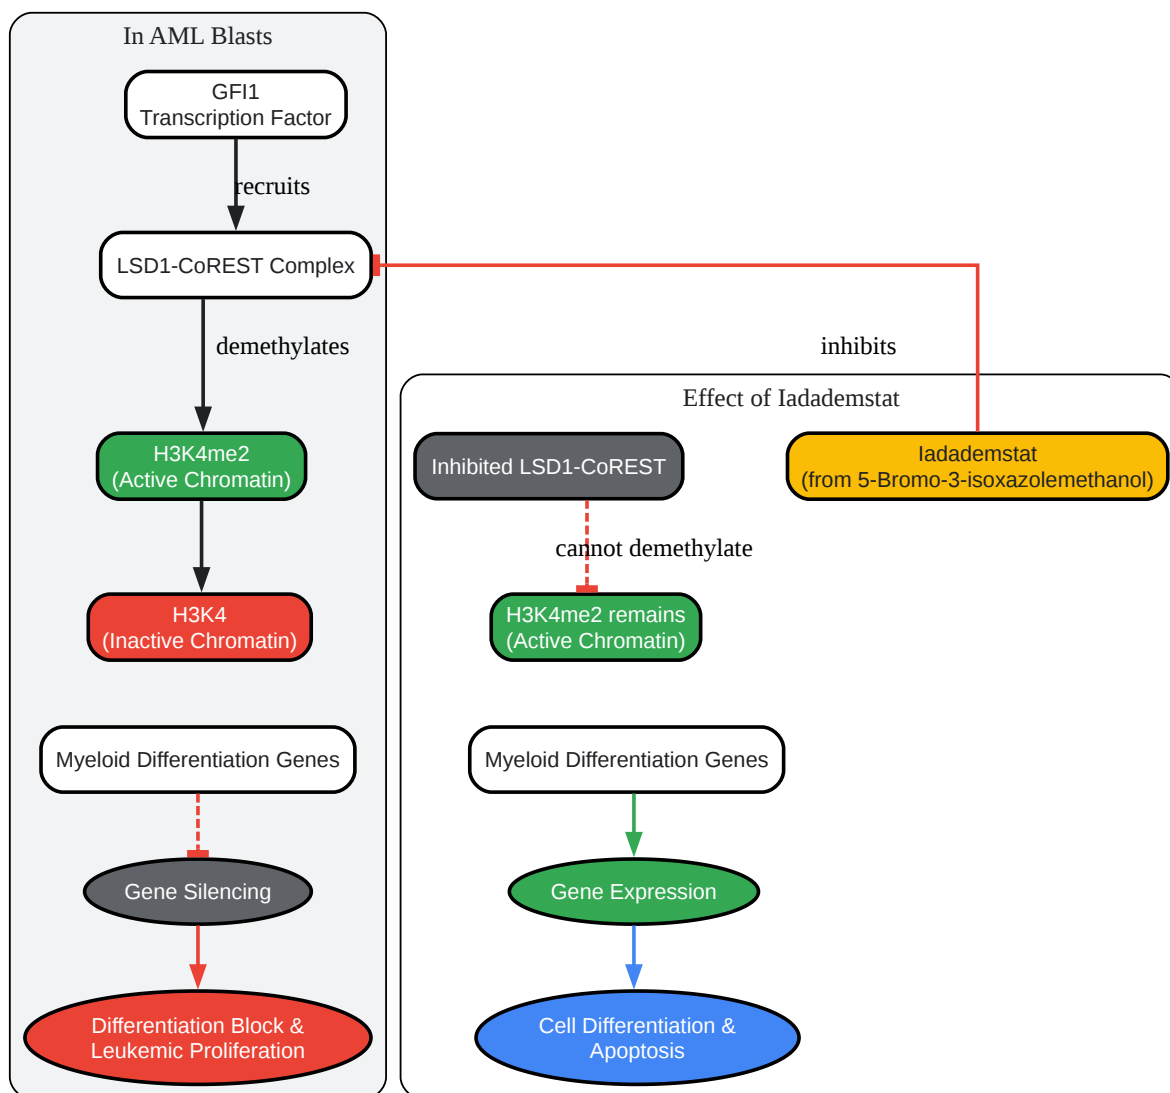 In AML Blasts
GFI1
Transcription Factor
recruits
LSD1-CoREST Complex
demethylates
H3K4me2
(Active Chromatin)
H3K4
(Inactive Chromatin)
Myeloid Differentiation Genes
Gene Silencing
Differentiation Block &
Leukemic Proliferation
inhibits
Effect of Iadademstat
Inhibited LSD1-CoREST
Iadademstat
(from 5-Bromo-3-isoxazolemethanol)
cannot demethylate
H3K4me2 remains
(Active Chromatin)
Myeloid Differentiation Genes
Gene Expression
Cell Differentiation &
Apoptosis